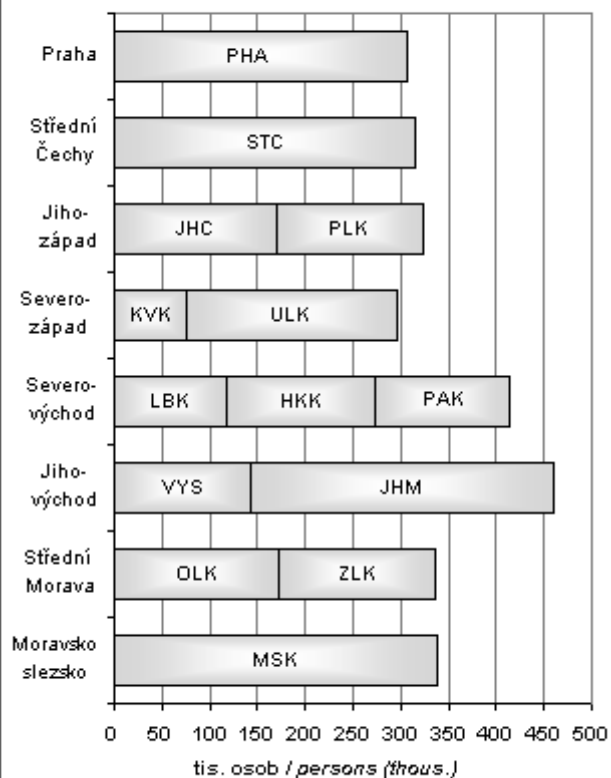 Praha
PHA
Střední
Čechy
STC
Jiho-
západ
JHC PLK
Severo-
západ
KVK ULK
Severo-
východ
LBK HKK PAK
Jiho-
východ
VYS JHM
Střední
Morava
OLK ZLK
Moravsko
slezsko
MSK
0 50 100 150 200 250 300 350 400 450 500
tis. osob / persons (thous.)